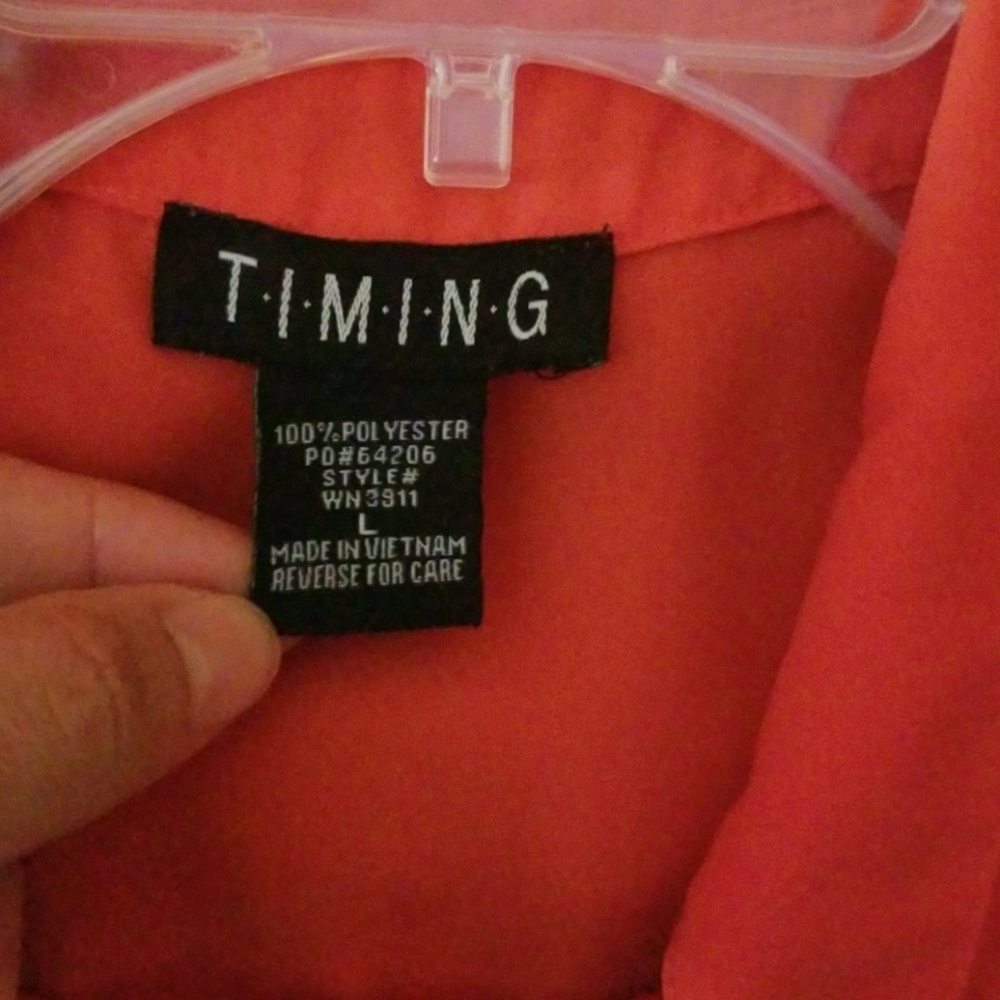 T·I·M·I·N·G
100%POLYESTER
PO#64206
STYLE#
WN3911
L
MADE IN VIETNAM
REVERSE FOR CARE